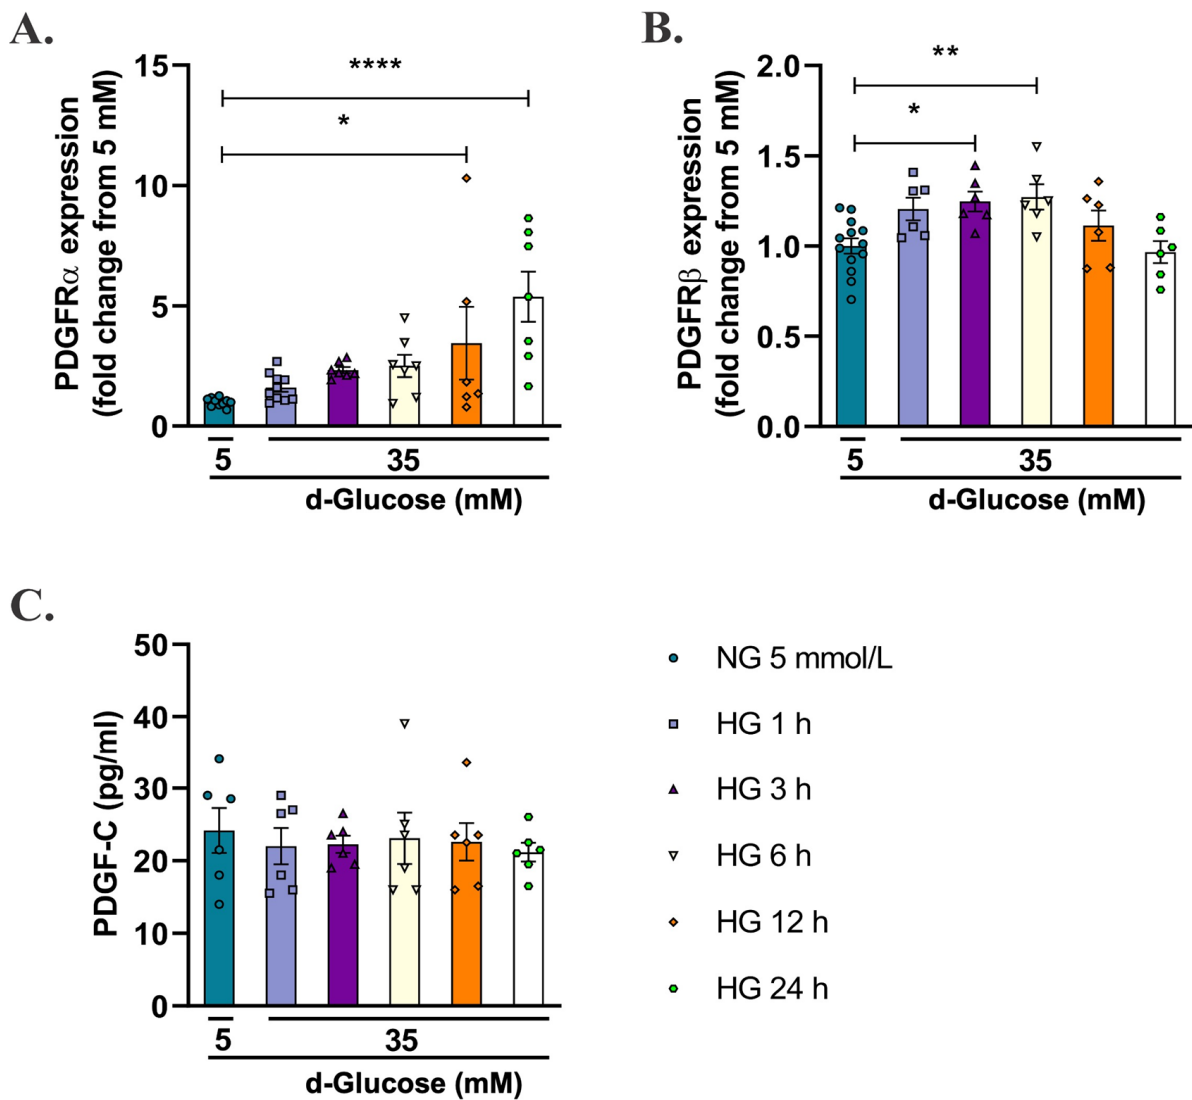 A.
PDGFRα expression
(fold change from 5 mM)
15
10
5
0
****
*
5
35
d-Glucose (mM)
B.
PDGFRβ expression
(fold change from 5 mM)
2.0
1.5
1.0
0.5
0.0
**
*
5
35
d-Glucose (mM)
C.
PDGF-C (pg/ml)
50
40
30
20
10
0
5
35
d-Glucose (mM)
NG 5 mmol/L
HG 1 h
HG 3 h
HG 6 h
HG 12 h
HG 24 h